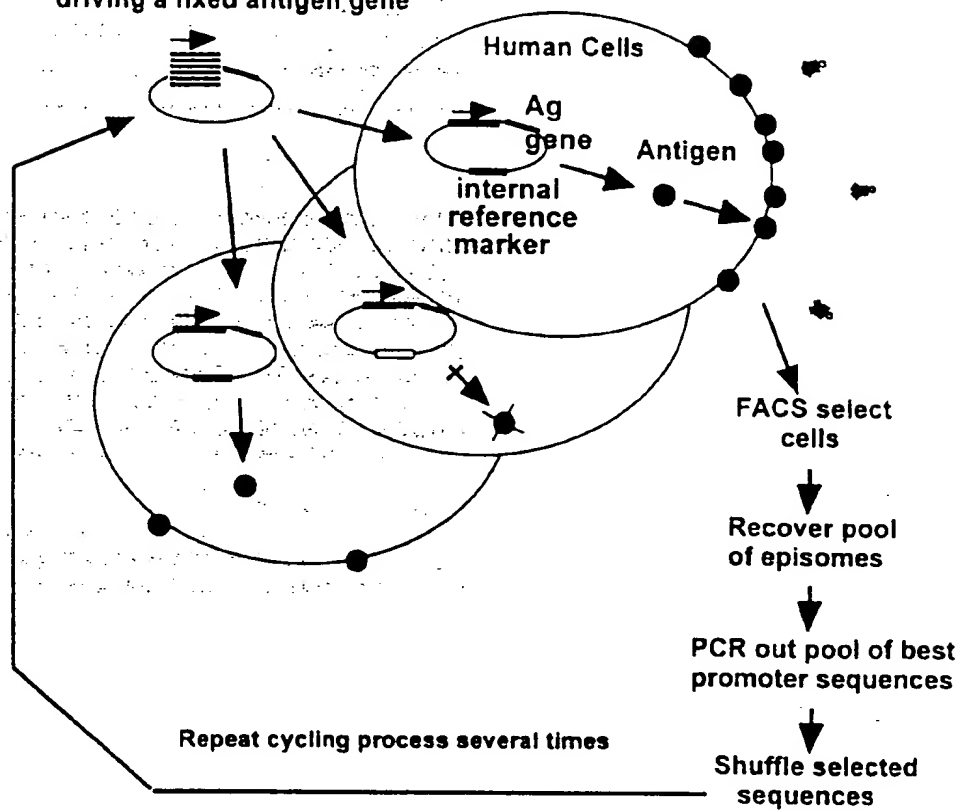 driving a fixed antigen gene
Human Cells
Ag
gene
Antigen
internal
reference
marker
FACS select
cells
Recover pool
of episomes
PCR out pool of best
promoter sequences
Repeat cycling process several times
Shuffle selected
sequences